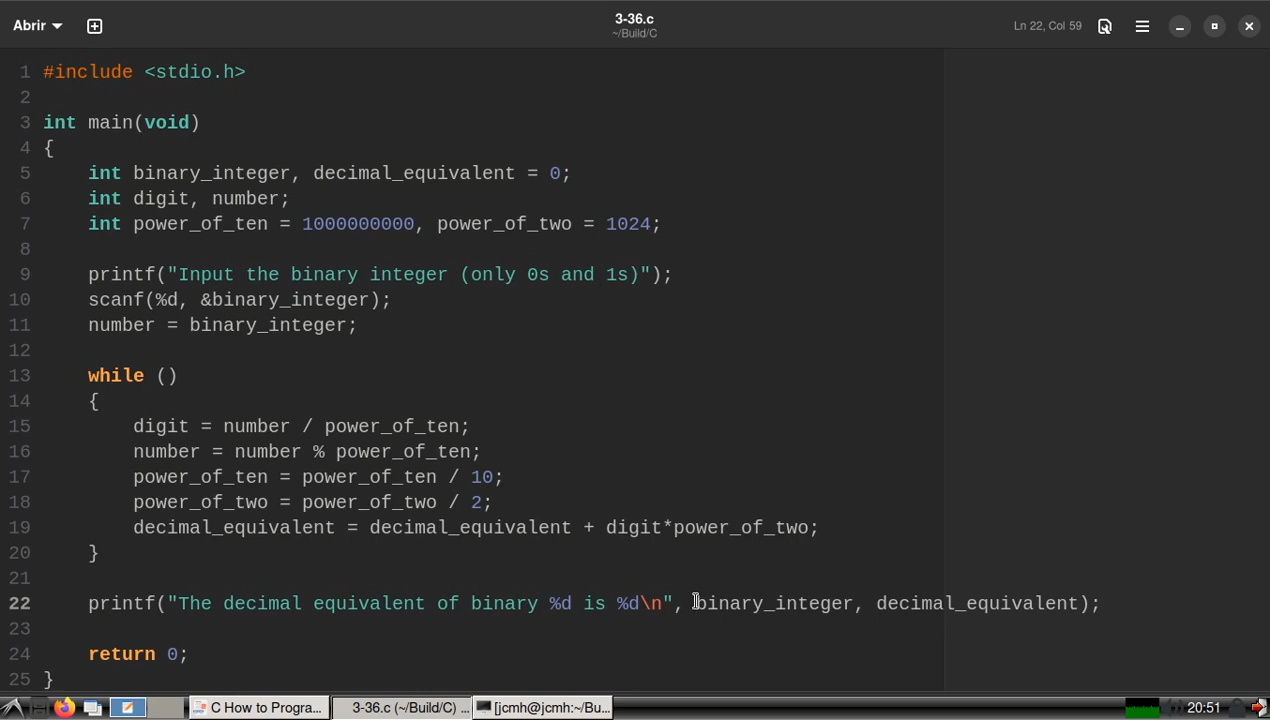 Abrir
3-36.c
~/Build/C
Ln 22, Col 59
1 #include <stdio.h>
2
3 int main(void)
4 {
5     int binary_integer, decimal_equivalent = 0;
6     int digit, number;
7     int power_of_ten = 1000000000, power_of_two = 1024;
8
9     printf("Input the binary integer (only 0s and 1s)");
10     scanf(%d, &binary_integer);
11     number = binary_integer;
12
13     while ()
14     {
15         digit = number / power_of_ten;
16         number = number % power_of_ten;
17         power_of_ten = power_of_ten / 10;
18         power_of_two = power_of_two / 2;
19         decimal_equivalent = decimal_equivalent + digit*power_of_two;
20     }
21
22     printf("The decimal equivalent of binary %d is %d\n", binary_integer, decimal_equivalent);
23
24     return 0;
25 }
C How to Progra...
3-36.c (~/Build/C) ...
[jcmh@jcmh:~/Bu...
20:51